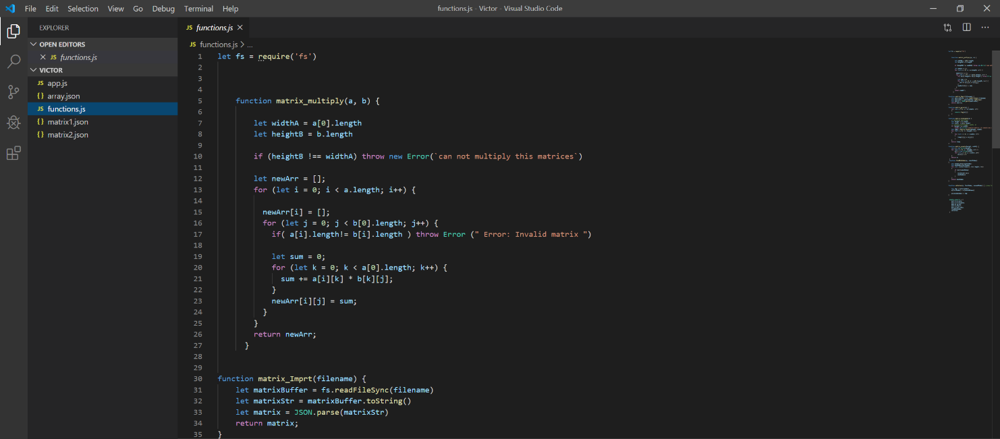 File Edit Selection View Go Debug Terminal Help
functions.js - Victor - Visual Studio Code
EXPLORER
OPEN EDITORS
JS functions.js
VICTOR
JS app.js
{} array.json
JS functions.js
{} matrix1.json
{} matrix2.json
JS functions.js
JS functions.js > ...
1 let fs = require('fs')
2
3
4
5 function matrix_multiply(a, b) {
6
7 let widthA = a[0].length
8 let heightB = b.length
9
10 if (heightB !== widthA) throw new Error(`can not multiply this matrices`)
11
12 let newArr = [];
13 for (let i = 0; i < a.length; i++) {
14
15 newArr[i] = [];
16 for (let j = 0; j < b[0].length; j++) {
17 if( a[i].length!= b[i].length ) throw Error (" Error: Invalid matrix ")
18
19 let sum = 0;
20 for (let k = 0; k < a[0].length; k++) {
21 sum += a[i][k] * b[k][j];
22 }
23 newArr[i][j] = sum;
24 }
25 }
26 return newArr;
27 }
28
29
30 function matrix_Imprt(filename) {
31 let matrixBuffer = fs.readFileSync(filename)
32 let matrixStr = matrixBuffer.toString()
33 let matrix = JSON.parse(matrixStr)
34 return matrix;
35 }